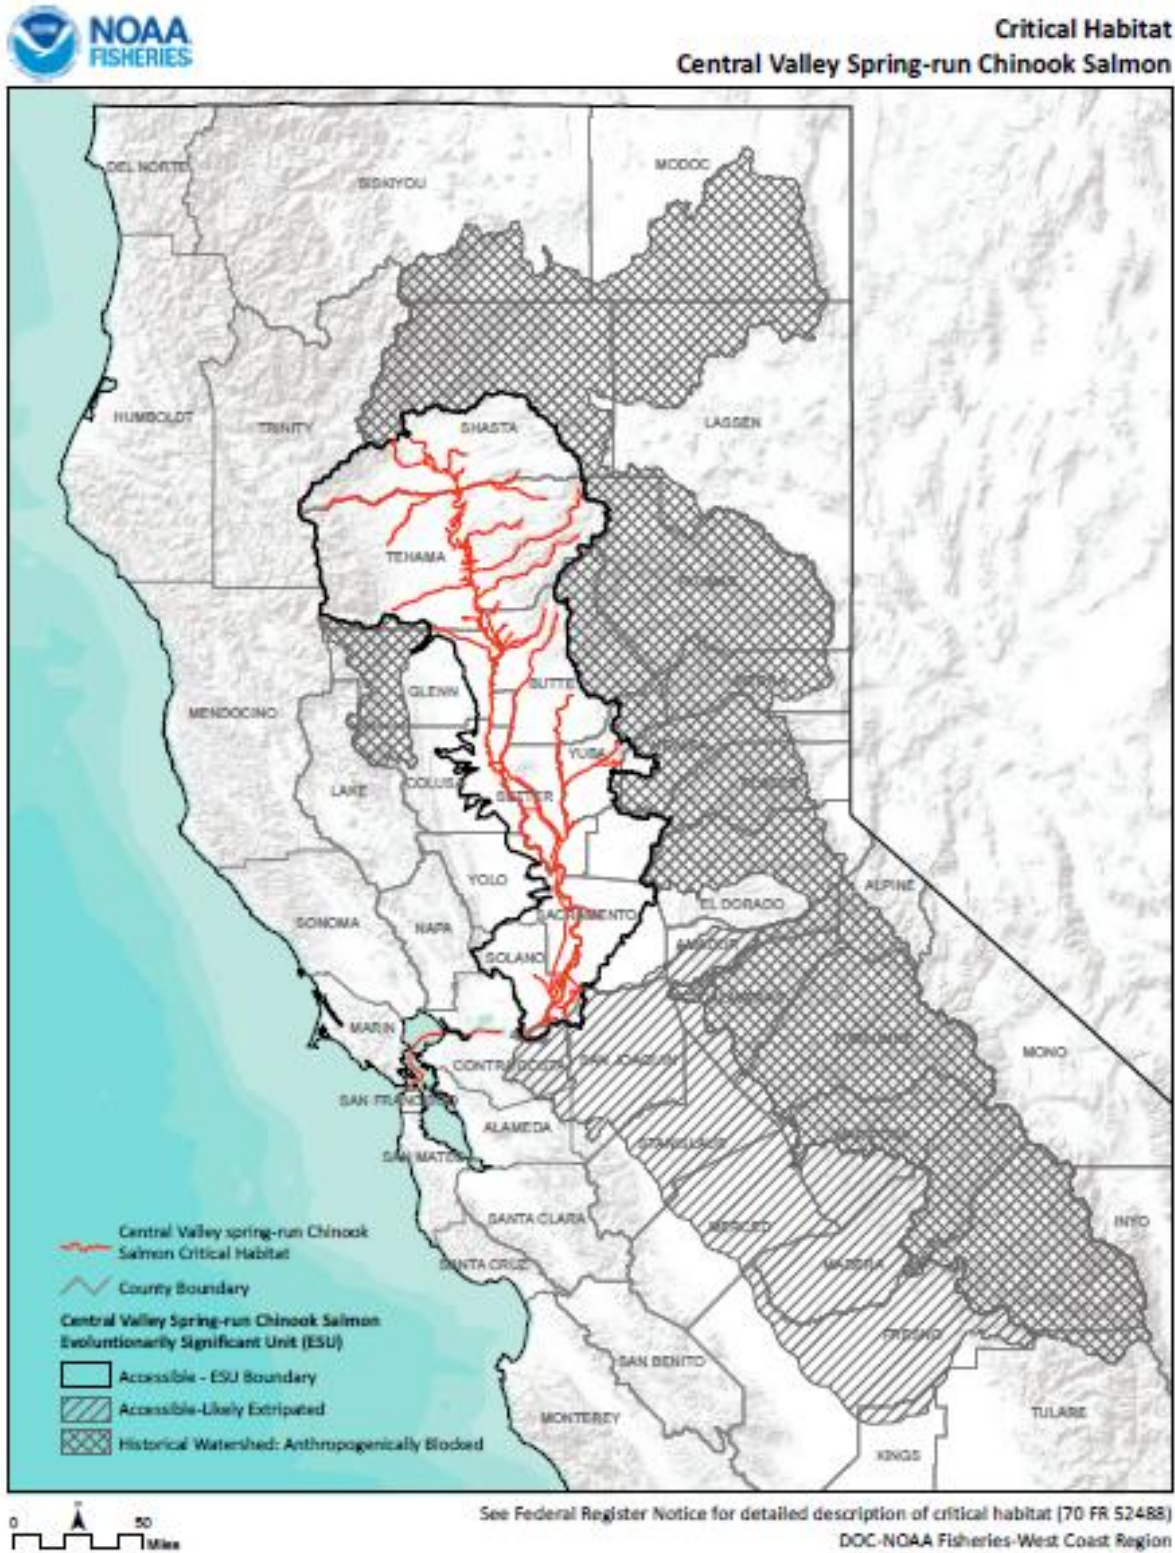 NOAA
FISHERIES
Critical Habitat
Central Valley Spring-run Chinook Salmon
DEL NORTE
SISKIYOU
MODOC
HUMBOLDT
TRINITY
SHASTA
LASSEN
TEHAMA
MENDOCINO
GLENN
BUTTE
LAKE
COLUSA
YUBA
SUTTER
YOLO
SONOMA
NAPA
SACRAMENTO
EL DORADO
ALPINE
SOLANO
AMADOR
MARIN
CONTRA COSTA
SAN JOAQUIN
MONO
SAN FRANCISCO
ALAMEDA
STANISLAUS
SAN MATEO
SANTA CLARA
MERCED
INYO
SANTA CRUZ
MADERA
FRESNO
SAN BENITO
MONTEREY
TULARE
KINGS
Central Valley spring-run Chinook
Salmon Critical Habitat
County Boundary
Central Valley Spring-run Chinook Salmon
Evoluntionarily Significant Unit (ESU)
Accessible - ESU Boundary
Accessible-Likely Extripated
Historical Watershed: Anthropogenically Blocked
0 50
Miles
See Federal Register Notice for detailed description of critical habitat (70 FR 52488)
DOC-NOAA Fisheries-West Coast Region